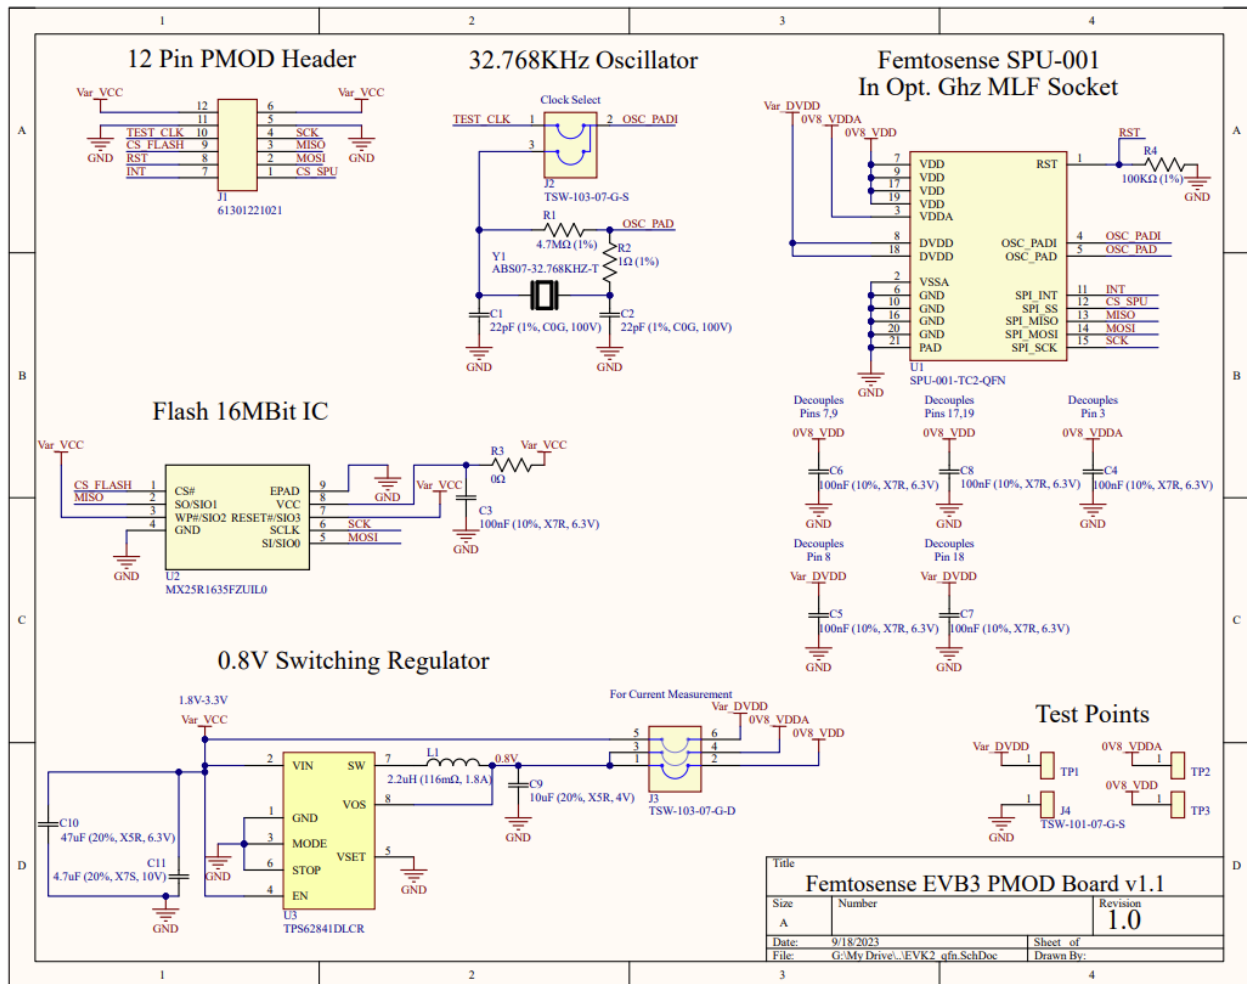 1 2 3 4
A
B
C
D
A
B
C
D
12 Pin PMOD Header
Var_VCC Var_VCC
12 6
11 5
TEST_CLK 10 4 SCK
CS_FLASH 9 3 MISO
RST 8 2 MOSI
INT 7 1 CS_SPU
GND GND
J1
61301221021
32.768KHz Oscillator
Clock Select
TEST_CLK 1 2 OSC_PADI
3
J2
TSW-103-07-G-S
R1
4.7MΩ (1%)
OSC_PAD
R2
1Ω (1%)
Y1
ABS07-32.768KHZ-T
C1
22pF (1%, C0G, 100V)
GND
C2
22pF (1%, C0G, 100V)
GND
Femtosense SPU-001
In Opt. Ghz MLF Socket
Var_DVDD
0V8_VDDA
0V8_VDD
7 VDD
9 VDD
17 VDD
19 VDD
3 VDDA
8 DVDD
18 DVDD
2 VSSA
6 GND
10 GND
16 GND
20 GND
21 PAD
GND
RST 1
RST
R4
100KΩ (1%)
GND
OSC_PADI 4 OSC_PADI
OSC_PAD 5 OSC_PAD
SPI_INT 11 INT
SPI_SS 12 CS_SPU
SPI_MISO 13 MISO
SPI_MOSI 14 MOSI
SPI_SCK 15 SCK
U1
SPU-001-TC2-QFN
Decouples
Pins 7,9
0V8_VDD
C6
100nF (10%, X7R, 6.3V)
GND
Decouples
Pins 17,19
0V8_VDD
C8
100nF (10%, X7R, 6.3V)
GND
Decouples
Pin 3
0V8_VDDA
C4
100nF (10%, X7R, 6.3V)
GND
Decouples
Pin 8
Var_DVDD
C5
100nF (10%, X7R, 6.3V)
GND
Decouples
Pin 18
Var_DVDD
C7
100nF (10%, X7R, 6.3V)
GND
Flash 16MBit IC
Var_VCC
CS_FLASH 1 CS#
MISO 2 SO/SIO1
3 WP#/SIO2
4 GND
GND
EPAD 9
VCC 8
RESET#/SIO3 7
SCLK 6 SCK
SI/SIO0 5 MOSI
GND
Var_VCC
R3
0Ω
Var_VCC
C3
100nF (10%, X7R, 6.3V)
GND
U2
MX25R1635FZUIL0
0.8V Switching Regulator
1.8V-3.3V
Var_VCC
C10
47uF (20%, X5R, 6.3V)
C11
4.7uF (20%, X7S, 10V)
GND
2 VIN
1 GND
3 MODE
6 STOP
4 EN
GND
SW 7
VOS 8
VSET 5
GND
U3
TPS62841DLCR
L1
2.2uH (116mΩ, 1.8A)
0.8V
C9
10uF (20%, X5R, 4V)
GND
For Current Measurement
Var_DVDD
0V8_VDDA
0V8_VDD
5 6
3 4
1 2
J3
TSW-103-07-G-D
Test Points
Var_DVDD
1 TP1
0V8_VDDA
1 TP2
1 J4
TSW-101-07-G-S
GND
0V8_VDD
1 TP3
Title
Femtosense EVB3 PMOD Board v1.1
Size Number Revision
A 1.0
Date: 9/18/2023 Sheet of
File: G:\My Drive\..\EVK2_qfn.SchDoc Drawn By:
1 2 3 4